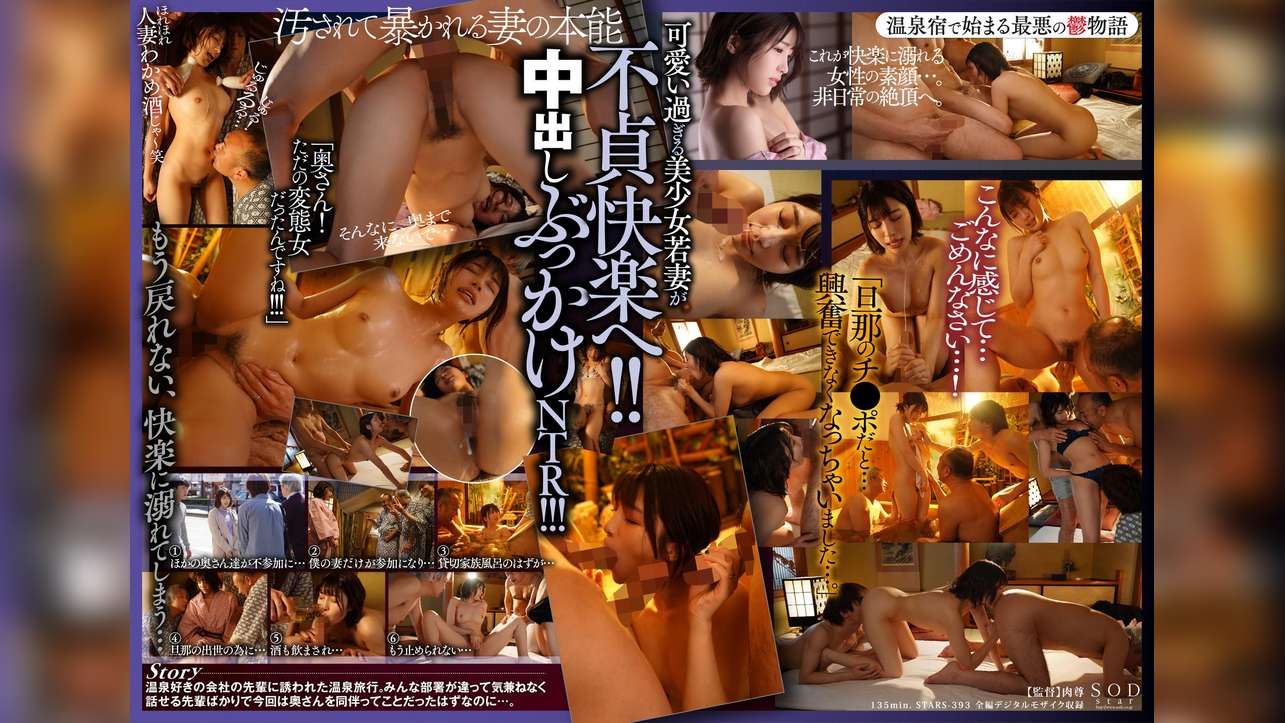 汚されて暴かれる妻の本能
ほれほれ
人妻わかめ酒じゃ〜笑
「奥さん!
ただの変態女
だったんですね!!!」
そんなに、奥まで
来ないで…
もう戻れない、快楽に溺れてしまう…
可愛い過ぎる美少女若妻が
不貞快楽へ!!
中出しぶっかけNTR!!!
温泉宿で始まる最悪の鬱物語
これが快楽に溺れる
女性の素顔…。
非日常の絶頂へ。
こんなに感じて…
ごめんなさい…!
「旦那のチ●ポだと…
興奮できなくなっちゃいました…。
① ほかの奥さん達が不参加に…
② 僕の妻だけが参加になり…
③ 貸切家族風呂のはずが…
④ 旦那の出世の為に…
⑤ 酒も飲まされ…
⑥ もう止められない…
Story
温泉好きの会社の先輩に誘われた温泉旅行。みんな部署が違って気兼ねなく
話せる先輩ばかりで今回は奥さんを同伴ってことだったはずなのに…。
【監督】肉尊
SOD
star
135min. STARS-393 全編デジタルモザイク収録